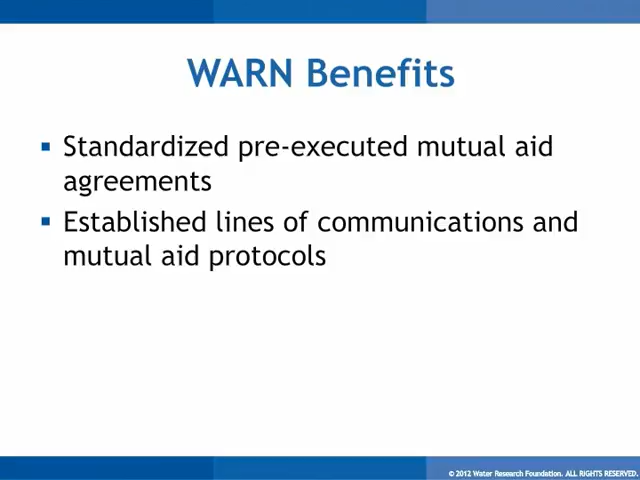 WARN Benefits
Standardized pre-executed mutual aid
agreements
Established lines of communications and
mutual aid protocols
© 2012 Water Research Foundation. ALL RIGHTS RESERVED.